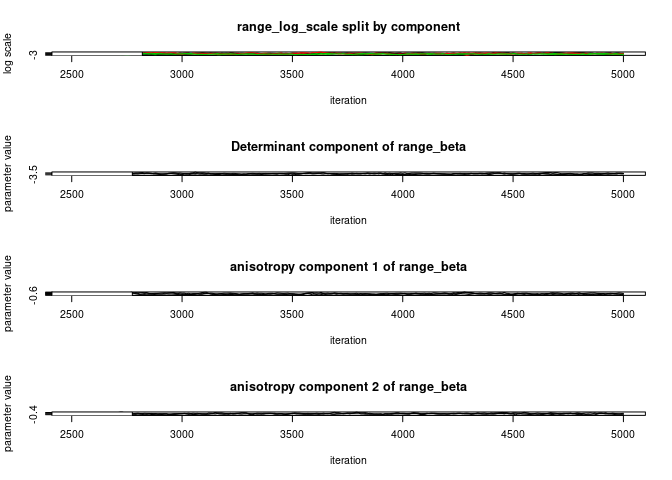 range_log_scale split by component
log scale
-3
2500 3000 3500 4000 4500 5000
iteration
Determinant component of range_beta
parameter value
-3.5
2500 3000 3500 4000 4500 5000
iteration
anisotropy component 1 of range_beta
parameter value
-0.6
2500 3000 3500 4000 4500 5000
iteration
anisotropy component 2 of range_beta
parameter value
-0.4
2500 3000 3500 4000 4500 5000
iteration